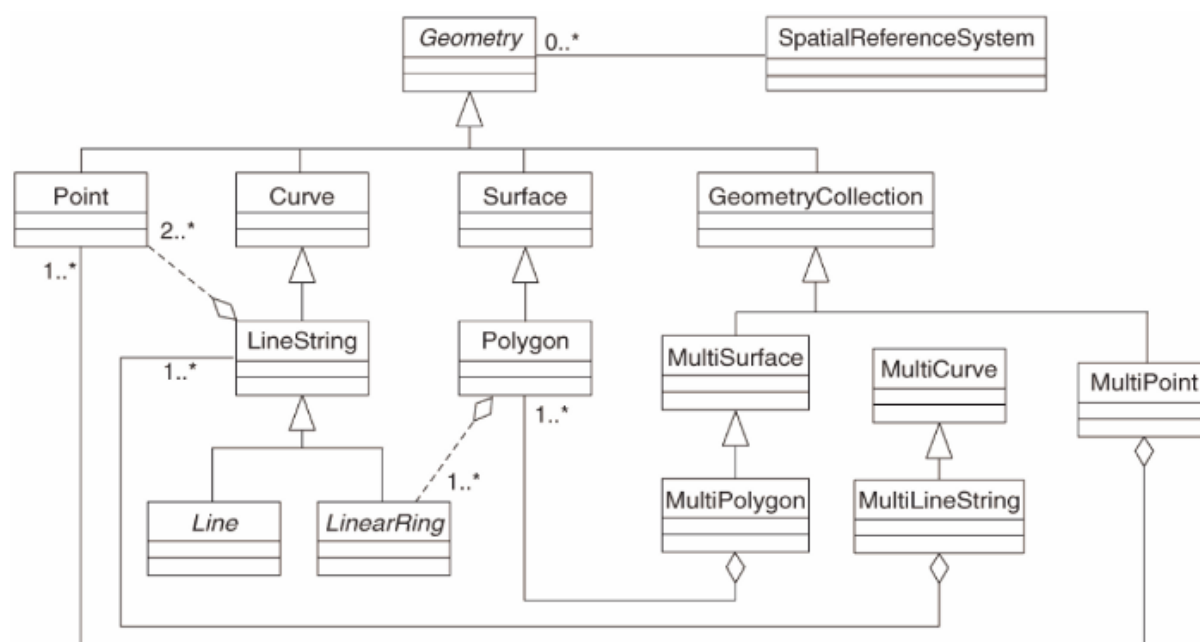 Geometry
0..*
SpatialReferenceSystem
Point
Curve
Surface
GeometryCollection
2..*
1..*
LineString
Polygon
1..*
1..*
MultiSurface
MultiCurve
MultiPoint
1..*
Line
LinearRing
MultiPolygon
MultiLineString